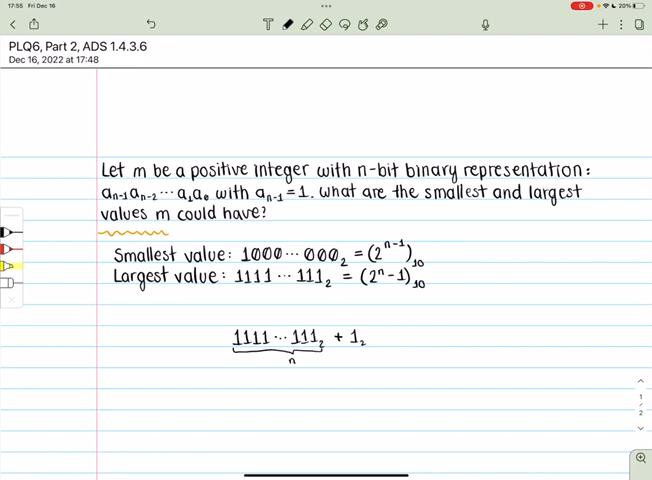 17:55 Fri Dec 16
20%
PLQ6, Part 2, ADS 1.4.3.6
Dec 16, 2022 at 17:48
Let m be a positive integer with n-bit binary representation:
aₙ₋₁aₙ₋₂ ⋯ a₁a₀ with aₙ₋₁ = 1. What are the smallest and largest
values m could have?
Smallest value: 1000 ⋯ 000₂ = (2ⁿ⁻¹)₁₀
Largest value: 1111 ⋯ 111₂ = (2ⁿ - 1)₁₀
1111 ⋯ 111₂ + 1₂
n
1
/
2